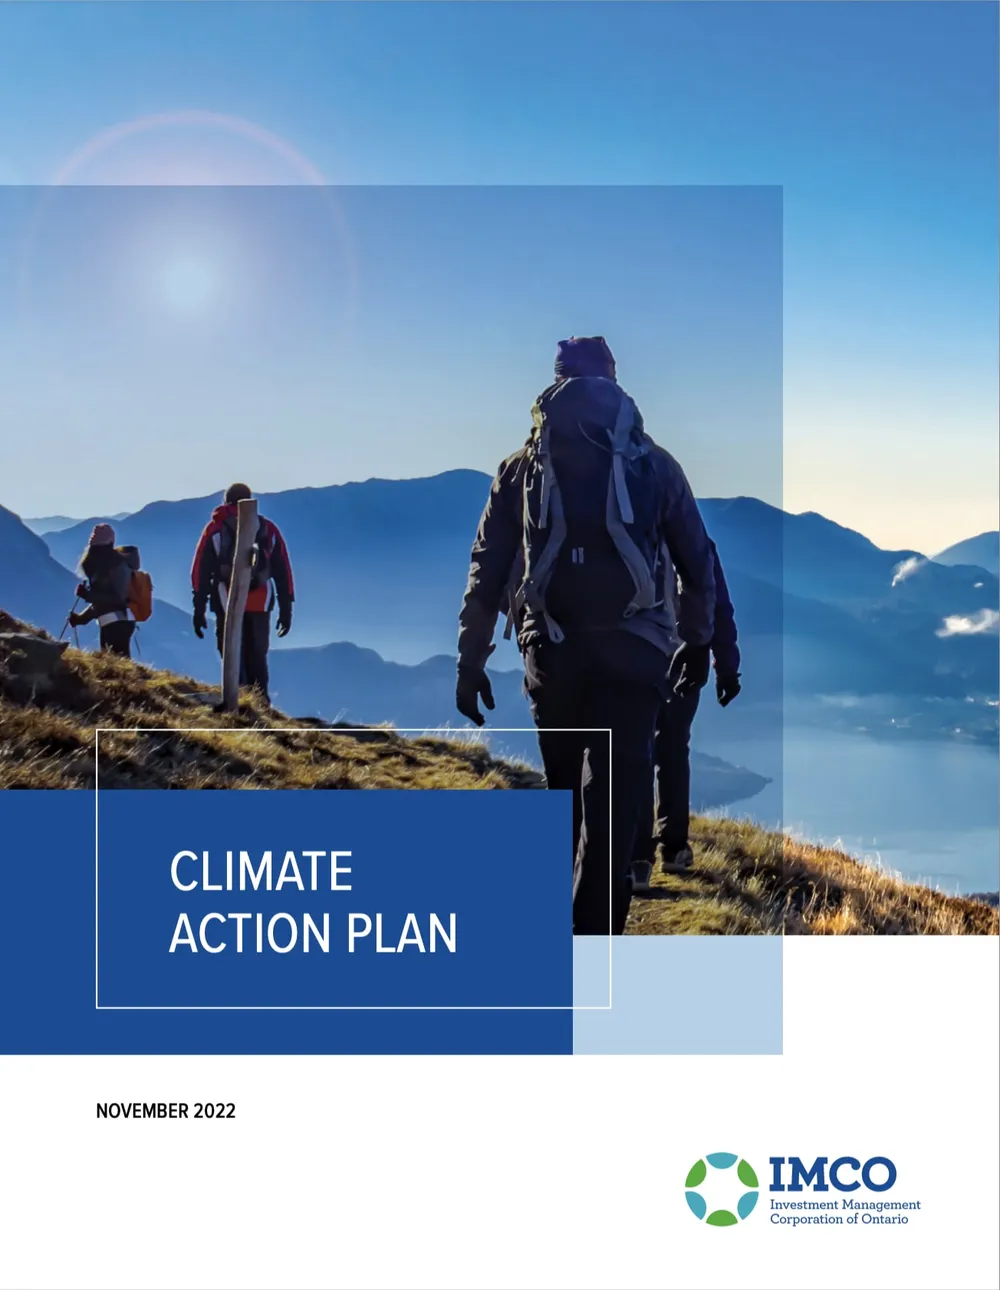 CLIMATE
ACTION PLAN
NOVEMBER 2022
IMCO
Investment Management
Corporation of Ontario